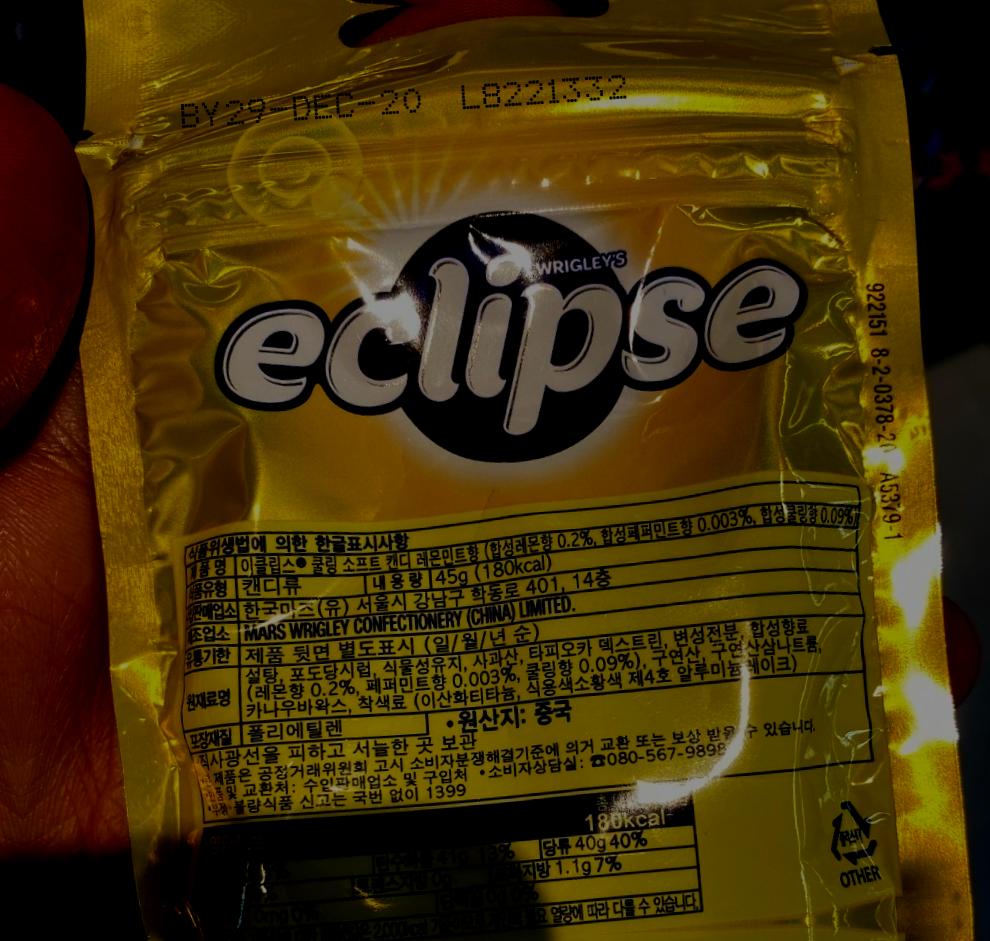 BY29-DEC-20 L8221332
WRIGLEY'S
eclipse
922151 8-2-0378-20 A5379-1
식품위생법에 의한 한글표시사항
제품명 이클립스® 쿨링 소프트 캔디 레몬민트향 (합성레몬향 0.2%, 합성페퍼민트향 0.003%, 합성쿨링향 0.09%)
식품유형 캔디류 내용량 45g (180kcal)
한국마즈(유) 서울시 강남구 학동로 401, 14층
제조업소 MARS WRIGLEY CONFECTIONERY (CHINA) LIMITED.
유통기한 제품 뒷면 별도표시 (일/월/년 순)
원재료명 설탕, 포도당시럽, 식물성유지, 사과산, 타피오카 덱스트린, 변성전분, 합성향료
(레몬향 0.2%, 페퍼민트향 0.003%, 쿨링향 0.09%), 구연산, 구연산삼나트륨,
카나우바왁스, 착색료 (이산화티타늄, 식용색소황색 제4호 알루미늄레이크)
포장재질 폴리에틸렌 •원산지: 중국
직사광선을 피하고 서늘한 곳 보관
제품은 공정거래위원회 고시 소비자분쟁해결기준에 의거 교환 또는 보상 받을 수 있습니다.
및 교환처: 수입판매업소 및 구입처 •소비자상담실: ☎080-567-9898
불량식품 신고는 국번 없이 1399
180kcal
13% 당류 40g 40%
지방 1.1g 7%
0mg 0%
열량에 따라 다를 수 있습니다.
OTHER